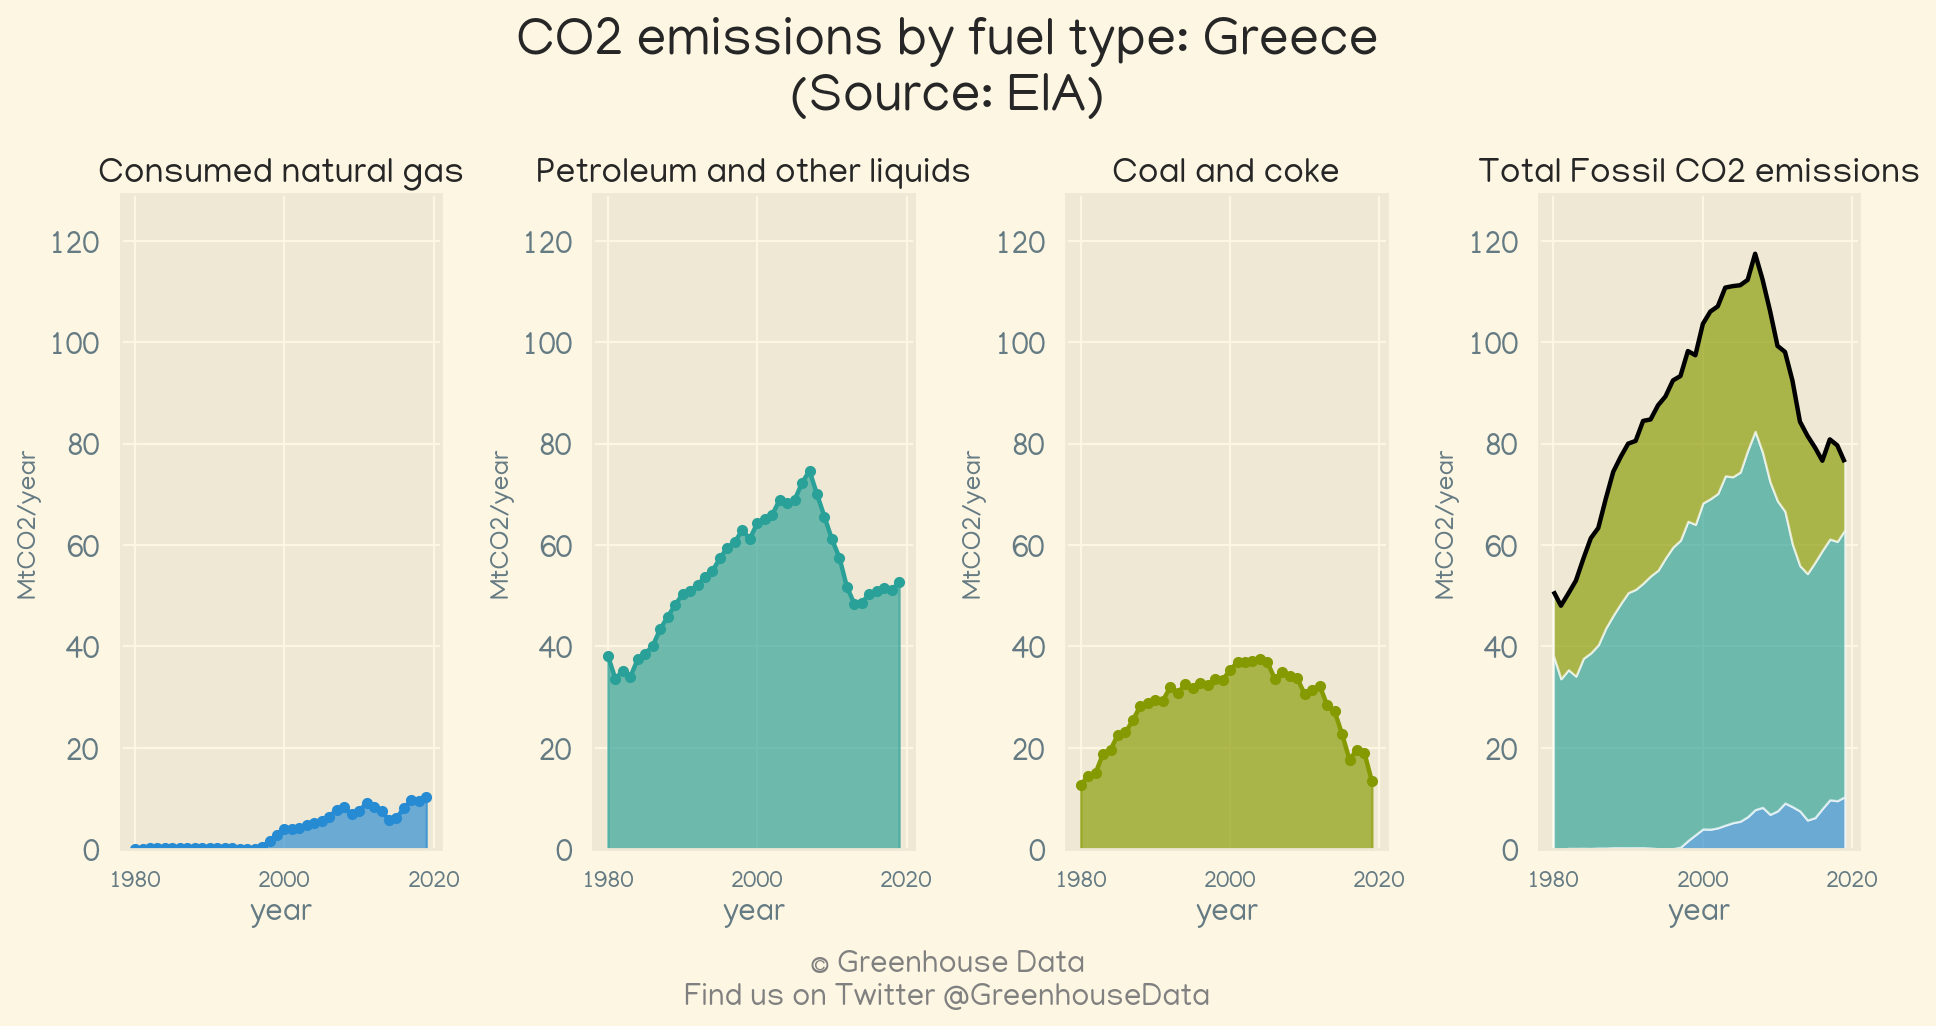 CO2 emissions by fuel type: Greece
(Source: EIA)
Consumed natural gas
120
100
80
60
40
20
0
MtCO2/year
1980
2000
2020
year
Petroleum and other liquids
120
100
80
60
40
20
0
MtCO2/year
1980
2000
2020
year
Coal and coke
120
100
80
60
40
20
0
MtCO2/year
1980
2000
2020
year
Total Fossil CO2 emissions
120
100
80
60
40
20
0
MtCO2/year
1980
2000
2020
year
© Greenhouse Data
Find us on Twitter @GreenhouseData